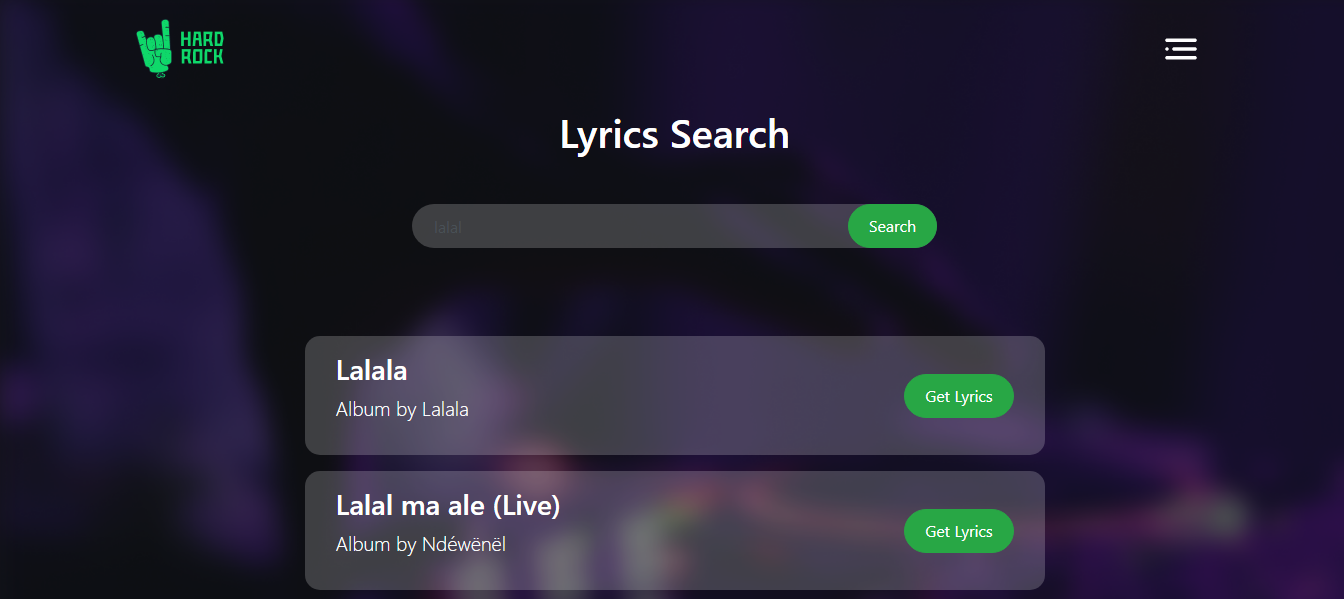 HARD
ROCK
Lyrics Search
lalal
Search
Lalala
Album by Lalala
Get Lyrics
Lalal ma ale (Live)
Album by Ndéwënël
Get Lyrics